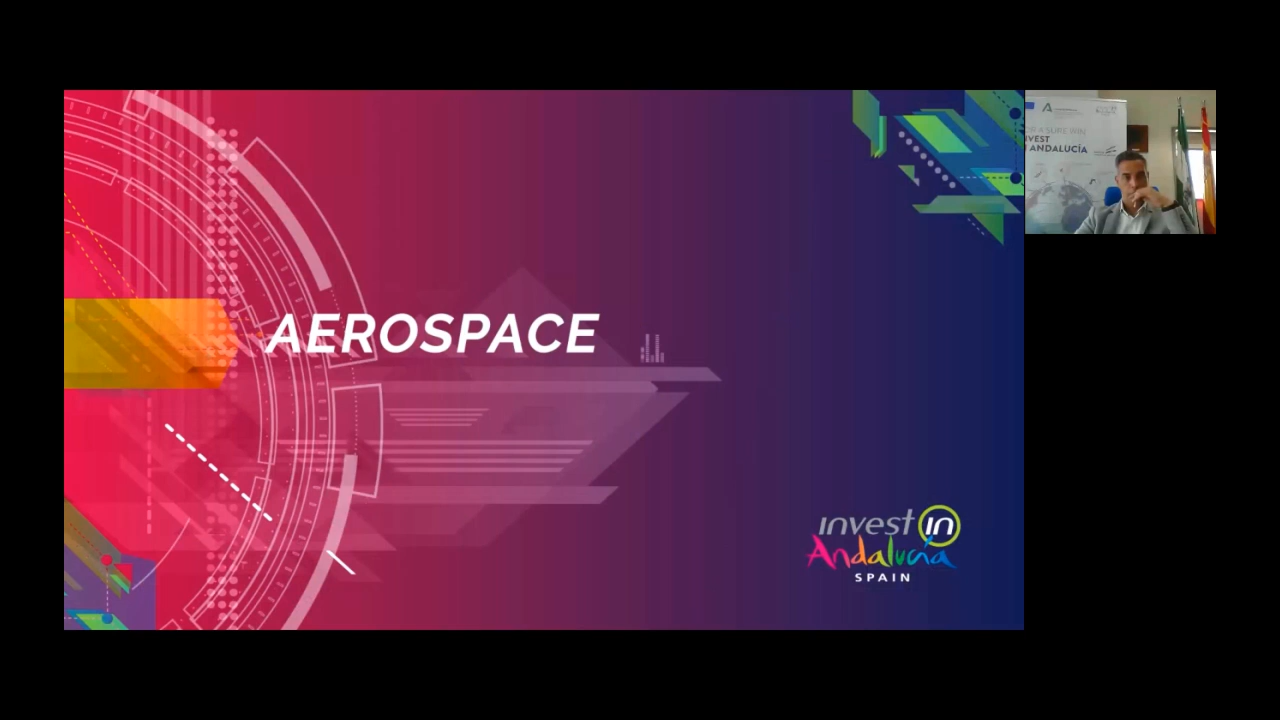 AEROSPACE
invest in
Andalucía
SPAIN
INVEST
ANDALUCÍA